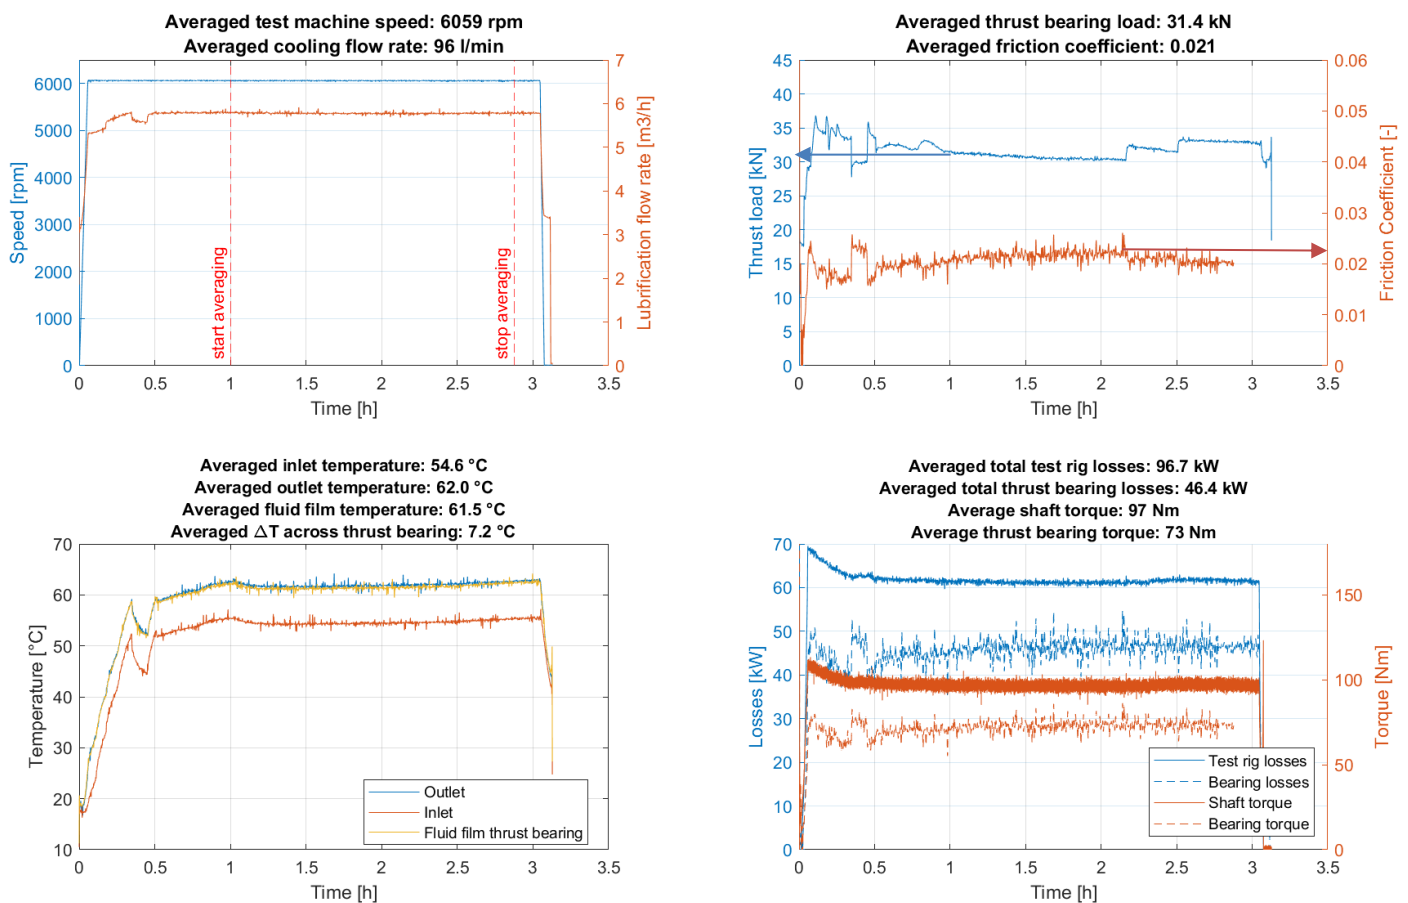 Averaged test machine speed: 6059 rpm
Averaged cooling flow rate: 96 l/min
6000
5000
4000
3000
2000
1000
0
Speed [rpm]
7
6
5
4
3
2
1
0
Lubrification flow rate [m3/h]
start averaging
stop averaging
0
0.5
1
1.5
2
2.5
3
3.5
Time [h]
Averaged thrust bearing load: 31.4 kN
Averaged friction coefficient: 0.021
45
40
35
30
25
20
15
10
5
0
Thrust load [kN]
0.06
0.05
0.04
0.03
0.02
0.01
0
Friction Coefficient [-]
0
0.5
1
1.5
2
2.5
3
3.5
Time [h]
Averaged inlet temperature: 54.6 °C
Averaged outlet temperature: 62.0 °C
Averaged fluid film temperature: 61.5 °C
Averaged ΔT across thrust bearing: 7.2 °C
70
60
50
40
30
20
10
Temperature [°C]
Outlet
Inlet
Fluid film thrust bearing
0
0.5
1
1.5
2
2.5
3
3.5
Time [h]
Averaged total test rig losses: 96.7 kW
Averaged total thrust bearing losses: 46.4 kW
Average shaft torque: 97 Nm
Average thrust bearing torque: 73 Nm
70
60
50
40
30
20
10
0
Losses [kW]
150
100
50
0
Torque [Nm]
Test rig losses
Bearing losses
Shaft torque
Bearing torque
0
0.5
1
1.5
2
2.5
3
3.5
Time [h]